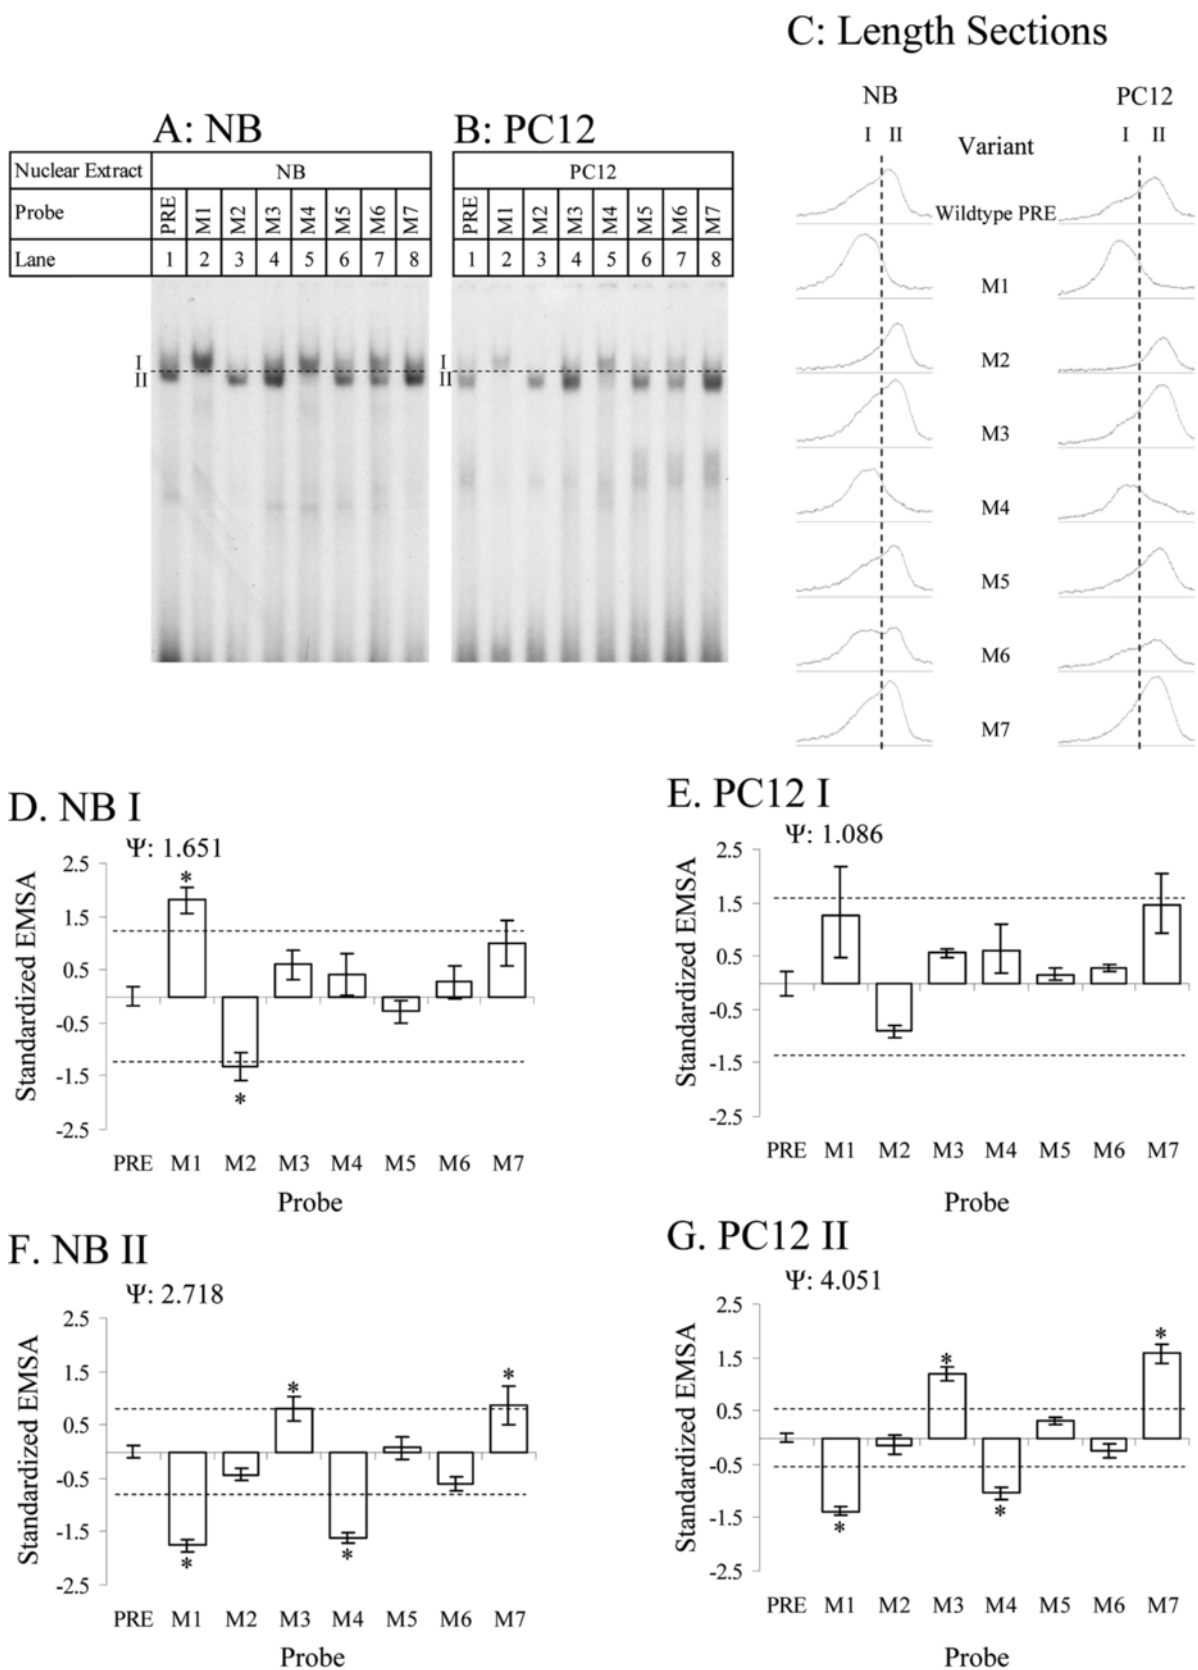 C: Length Sections
NB PC12
I II Variant I II
Wildtype PRE
M1
M2
M3
M4
M5
M6
M7
A: NB B: PC12
Nuclear Extract NB PC12
Probe PRE M1 M2 M3 M4 M5 M6 M7 PRE M1 M2 M3 M4 M5 M6 M7
Lane 1 2 3 4 5 6 7 8 1 2 3 4 5 6 7 8
I I
II II
D. NB I
Ψ: 1.651
Standardized EMSA
2.5
1.5
0.5
-0.5
-1.5
-2.5
*
*
PRE M1 M2 M3 M4 M5 M6 M7
Probe
E. PC12 I
Ψ: 1.086
Standardized EMSA
2.5
1.5
0.5
-0.5
-1.5
-2.5
PRE M1 M2 M3 M4 M5 M6 M7
Probe
F. NB II
Ψ: 2.718
Standardized EMSA
2.5
1.5
0.5
-0.5
-1.5
-2.5
* *
* *
PRE M1 M2 M3 M4 M5 M6 M7
Probe
G. PC12 II
Ψ: 4.051
Standardized EMSA
2.5
1.5
0.5
-0.5
-1.5
-2.5
* *
* *
PRE M1 M2 M3 M4 M5 M6 M7
Probe